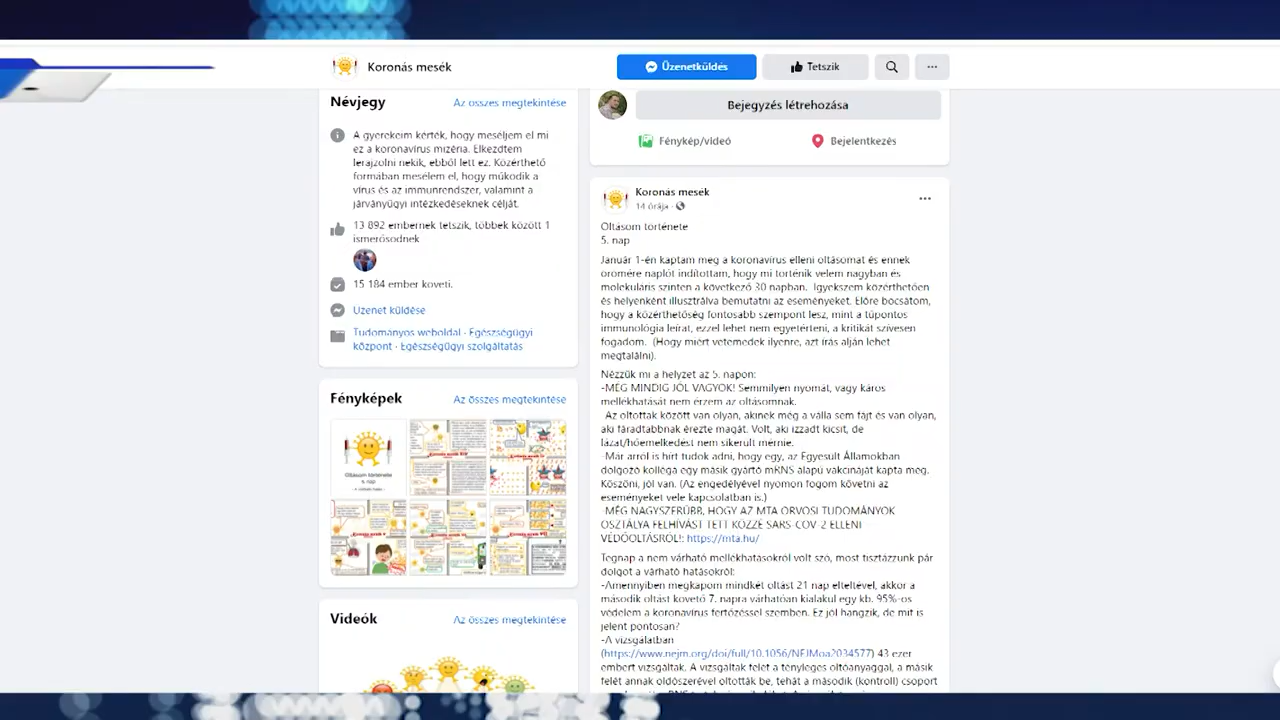 Koronás mesék
Üzenetküldés
Tetszik
Névjegy
Az összes megtekintése
A gyerekeim kérték, hogy meséljem el mi
ez a koronavírus mizéria. Elkezdtem
lerajzolni nekik, ebből lett ez. Közérthető
formában mesélem el, hogy működik a
vírus és az immunrendszer, valamint a
járványügyi intézkedéseknek célját.
13 892 embernek tetszik, többek között 1
ismerősödnek
15 184 ember követi.
Üzenet küldése
Tudományos weboldal · Egészségügyi
központ · Egészségügyi szolgáltatás
Fényképek
Az összes megtekintése
Videók
Az összes megtekintése
Bejegyzés létrehozása
Fénykép/videó
Bejelentkezés
Koronás mesék
14 órája ·
Oltásom története
5. nap
Január 1-én kaptam meg a koronavírus elleni oltásomat és ennek
örömére naplót indítottam, hogy mi történik velem nagyban és
molekuláris szinten a következő 30 napban. Igyekszem közérthetően
és helyenként illusztrálva bemutatni az eseményeket. Előre bocsátom,
hogy a közérthetőség fontosabb szempont lesz, mint a tűpontos
immunológia leírat, ezzel lehet nem egyetérteni, a kritikát szívesen
fogadom. (Hogy miért vetemedek ilyenre, azt írás alján lehet
megtalálni).
Nézzük mi a helyzet az 5. napon:
-MÉG MINDIG JÓL VAGYOK! Semmilyen nyomát, vagy káros
mellékhatását nem érzem az oltásomnak.
Az oltottak között van olyan, akinek még a válla sem fájt és van olyan,
aki fáradtabbnak érezte magát. Volt, aki izzadt kicsit, de
lázat/hőemelkedést nem sikerült mérnie.
-Már arról is hírt tudok adni, hogy egy, az Egyesült Államokban
dolgozó kolléga egy másik gyártó mRNS alapú vakcináját kapta meg.
Köszöni, jól van. (Az engedélyével nyomon fogom követni az
eseményeket vele kapcsolatban is.)
-MÉG NAGYSZERŰBB, HOGY AZ MTA ORVOSI TUDOMÁNYOK
OSZTÁLYA FELHÍVÁST TETT KÖZZÉ SARS-COV-2 ELLENI
VÉDŐOLTÁSRÓL!: https://mta.hu/
Tegnap a nem várható mellékhatásokról volt szó, most tisztázzunk pár
dolgot a várható hatásokról:
-Amennyiben megkapom mindkét oltást 21 nap elteltével, akkor a
második oltást követő 7. napra várhatóan kialakul egy kb. 95%-os
védelem a koronavírus fertőzéssel szemben. Ez jól hangzik, de mit is
jelent pontosan?
-A vizsgálatban
(https://www.nejm.org/doi/full/10.1056/NEJMoa2034577) 43 ezer
embert vizsgáltak. A vizsgáltak felét a tényleges oltóanyaggal, a másik
felét annak oldószerével oltották be, tehát a második (kontroll) csoport